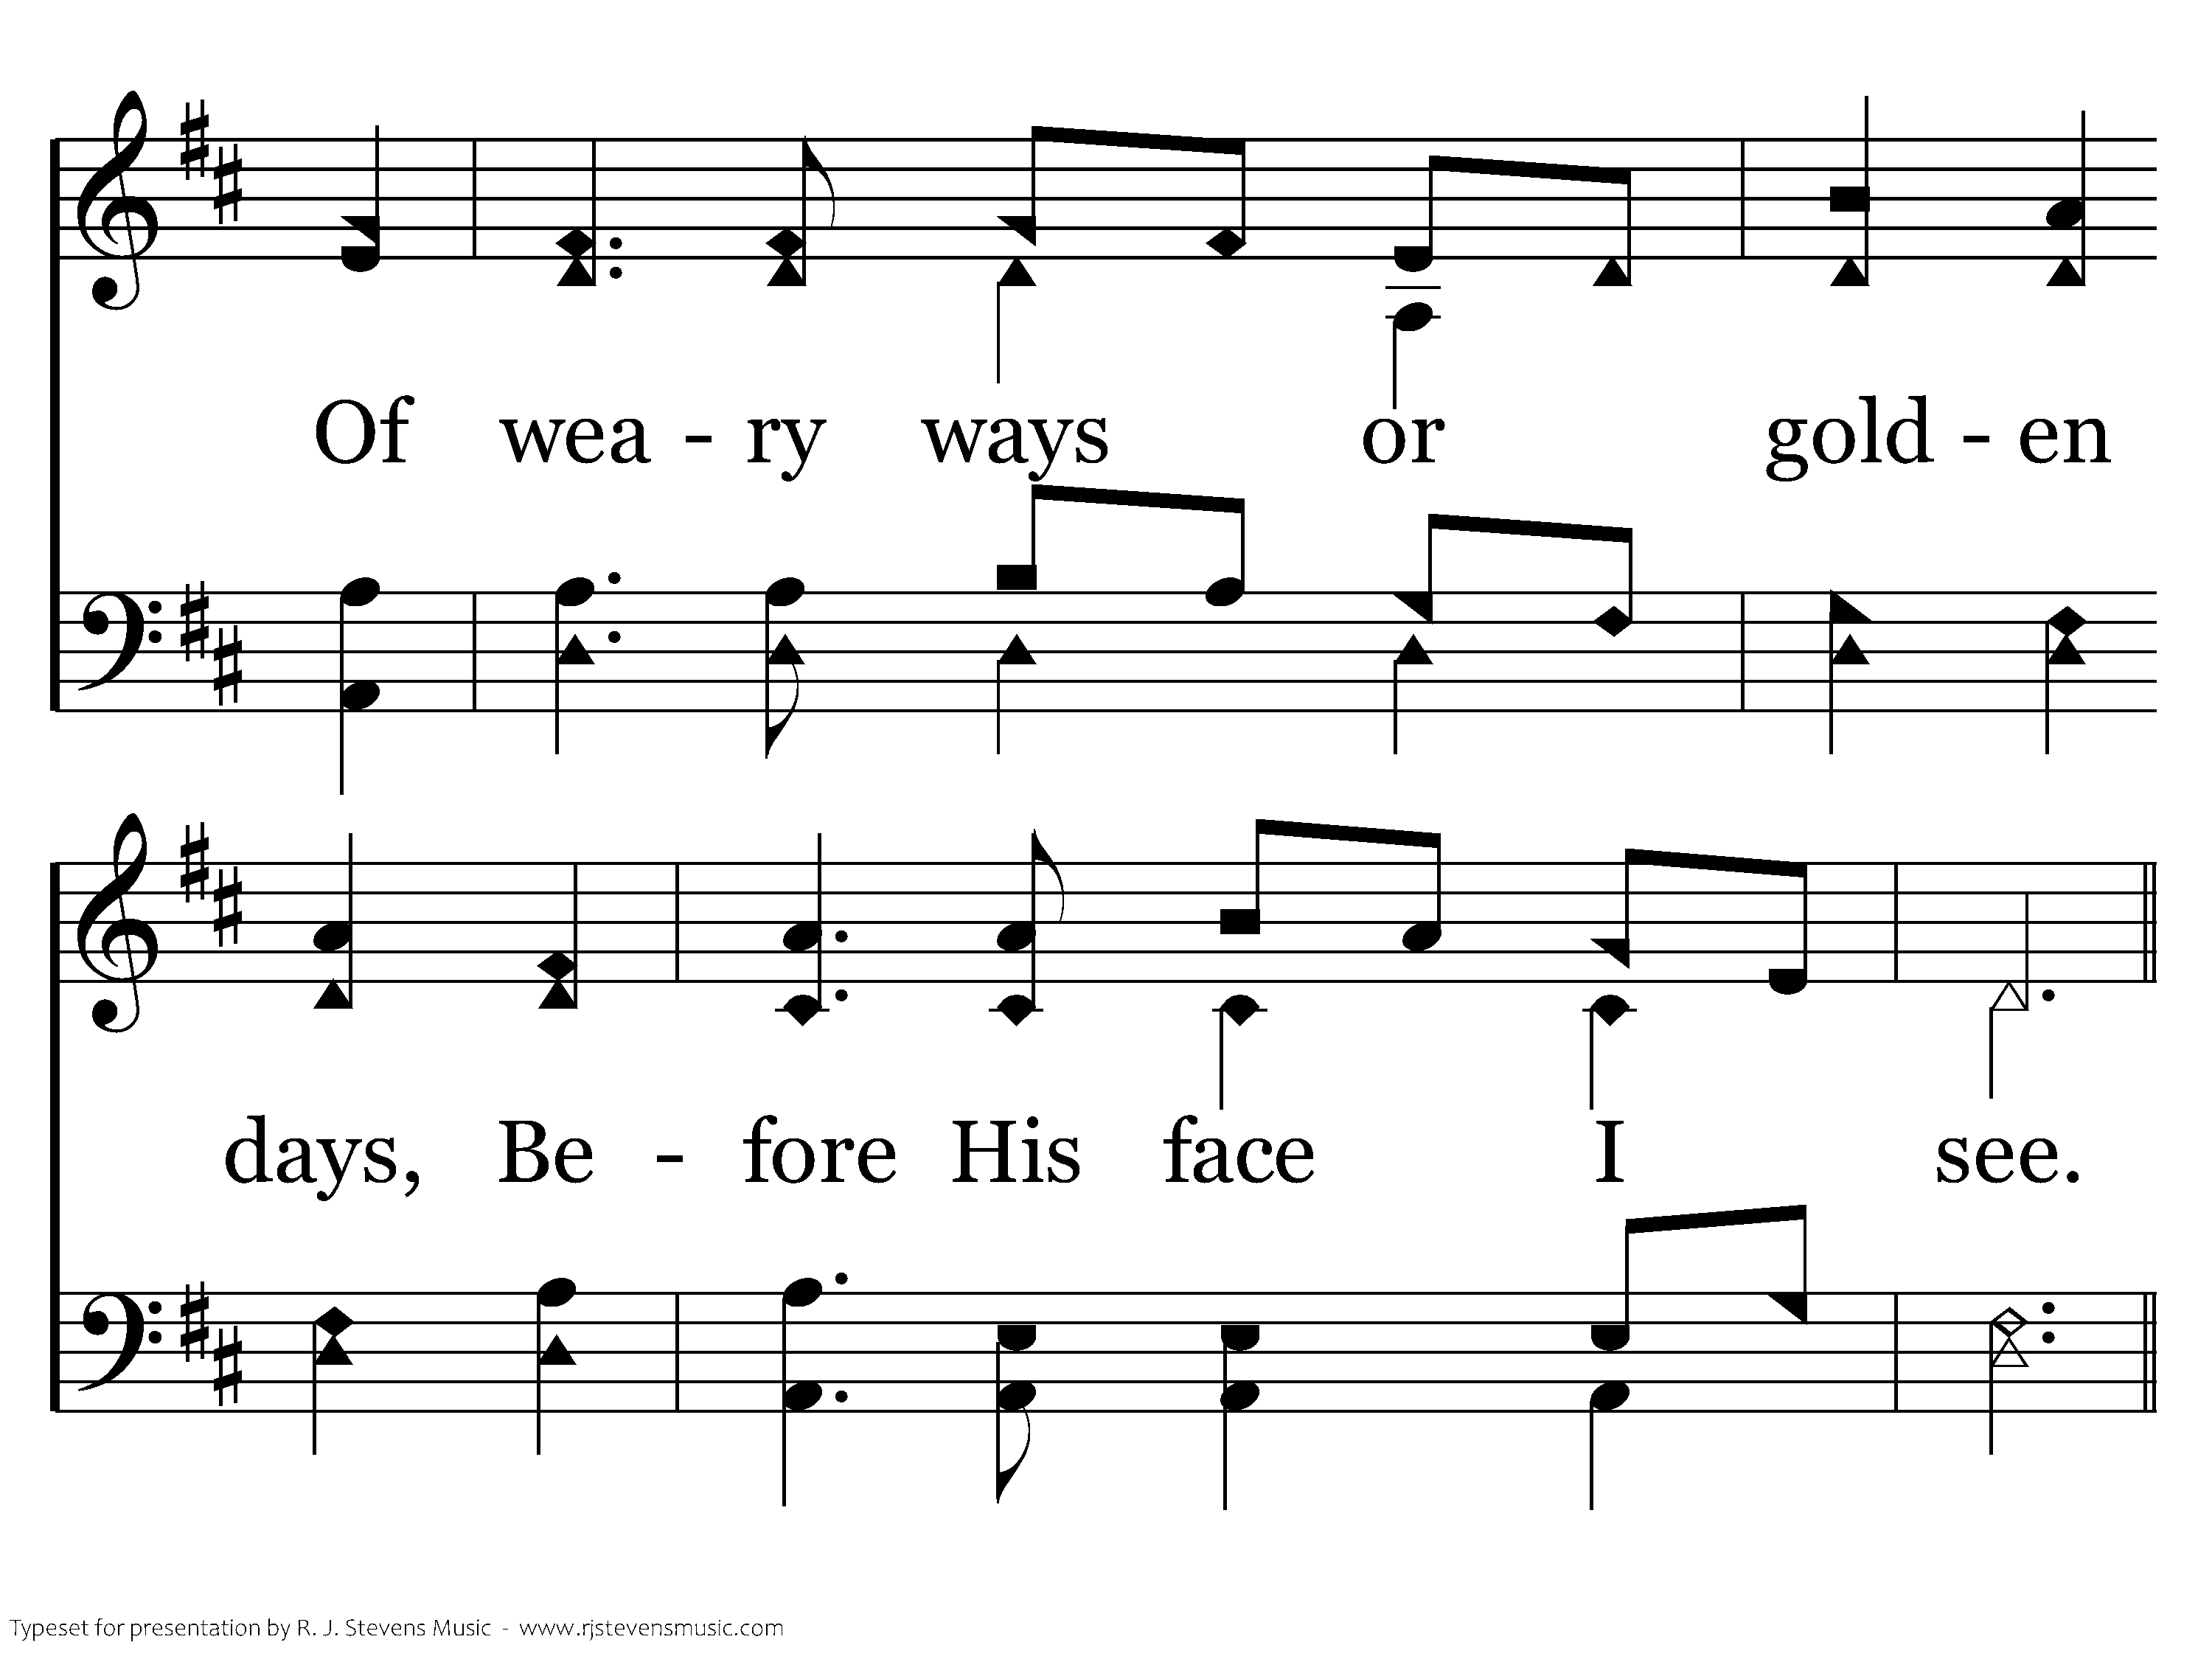 Of wea - ry ways or gold - en
days, Be - fore His face I see.
Typeset for presentation by R. J. Stevens Music - www.rjstevensmusic.com